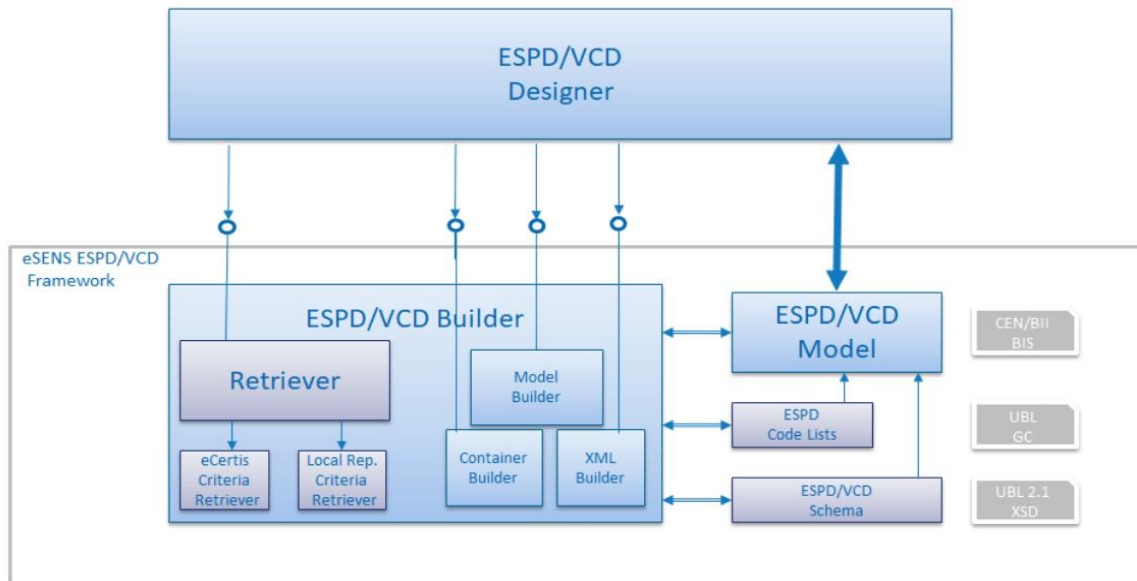 ESPD/VCD
Designer
eSENS ESPD/VCD
Framework
ESPD/VCD Builder
Retriever
eCertis
Criteria
Retriever
Local Rep.
Criteria
Retriever
Model
Builder
Container
Builder
XML
Builder
ESPD/VCD
Model
ESPD
Code Lists
ESPD/VCD
Schema
CEN/BII
BIS
UBL
GC
UBL 2.1
XSD